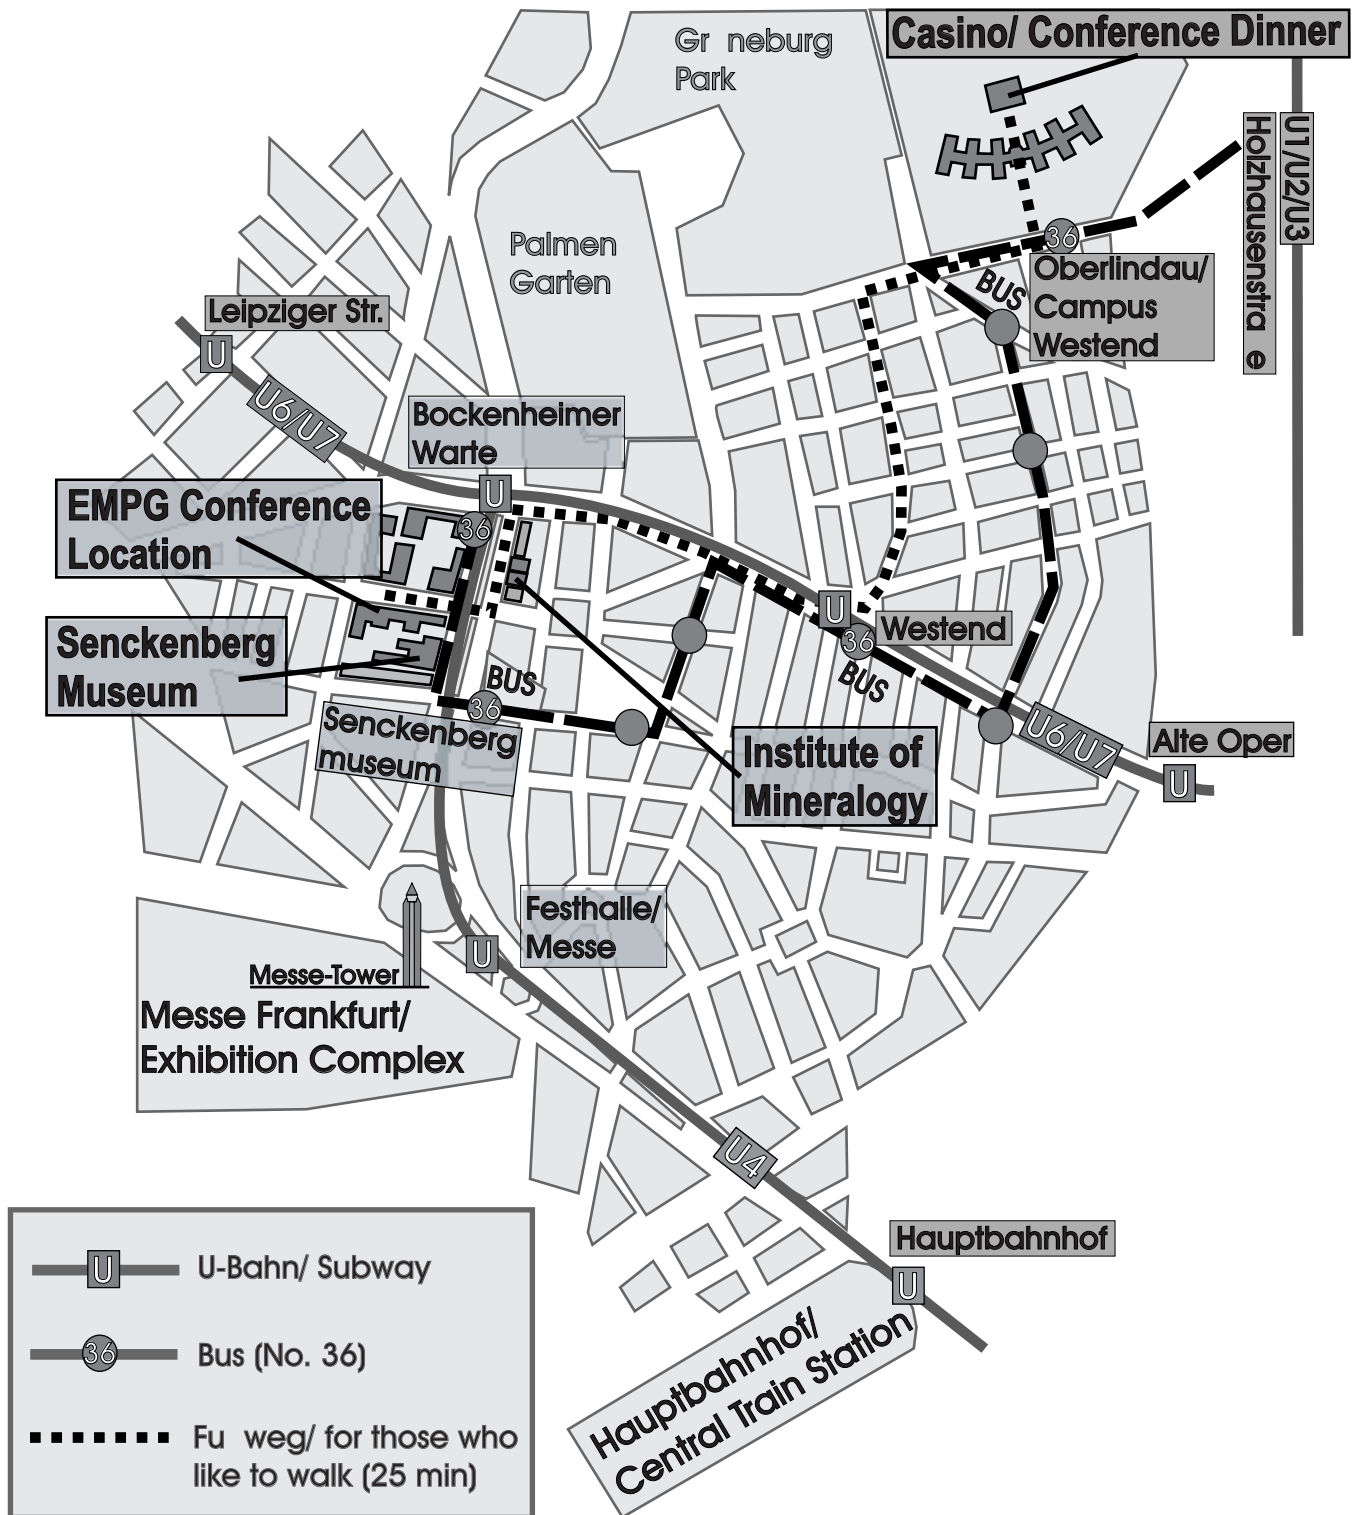 Casino/ Conference Dinner
Gr neburg
Park
U1/U2/U3
Holzhausenstra e
Palmen
Garten
36
Oberlindau/
Campus
Westend
BUS
Leipziger Str.
U
U6/U7
Bockenheimer
Warte
U
36
EMPG Conference
Location
U
36
Westend
BUS
Senckenberg
Museum
BUS
36
Senckenberg
museum
U6/U7
Alte Oper
U
Institute of
Mineralogy
Festhalle/
Messe
U
Messe-Tower
Messe Frankfurt/
Exhibition Complex
U4
Hauptbahnhof
U
Hauptbahnhof/
Central Train Station
U U-Bahn/ Subway
36 Bus (No. 36)
Fu weg/ for those who
like to walk (25 min)